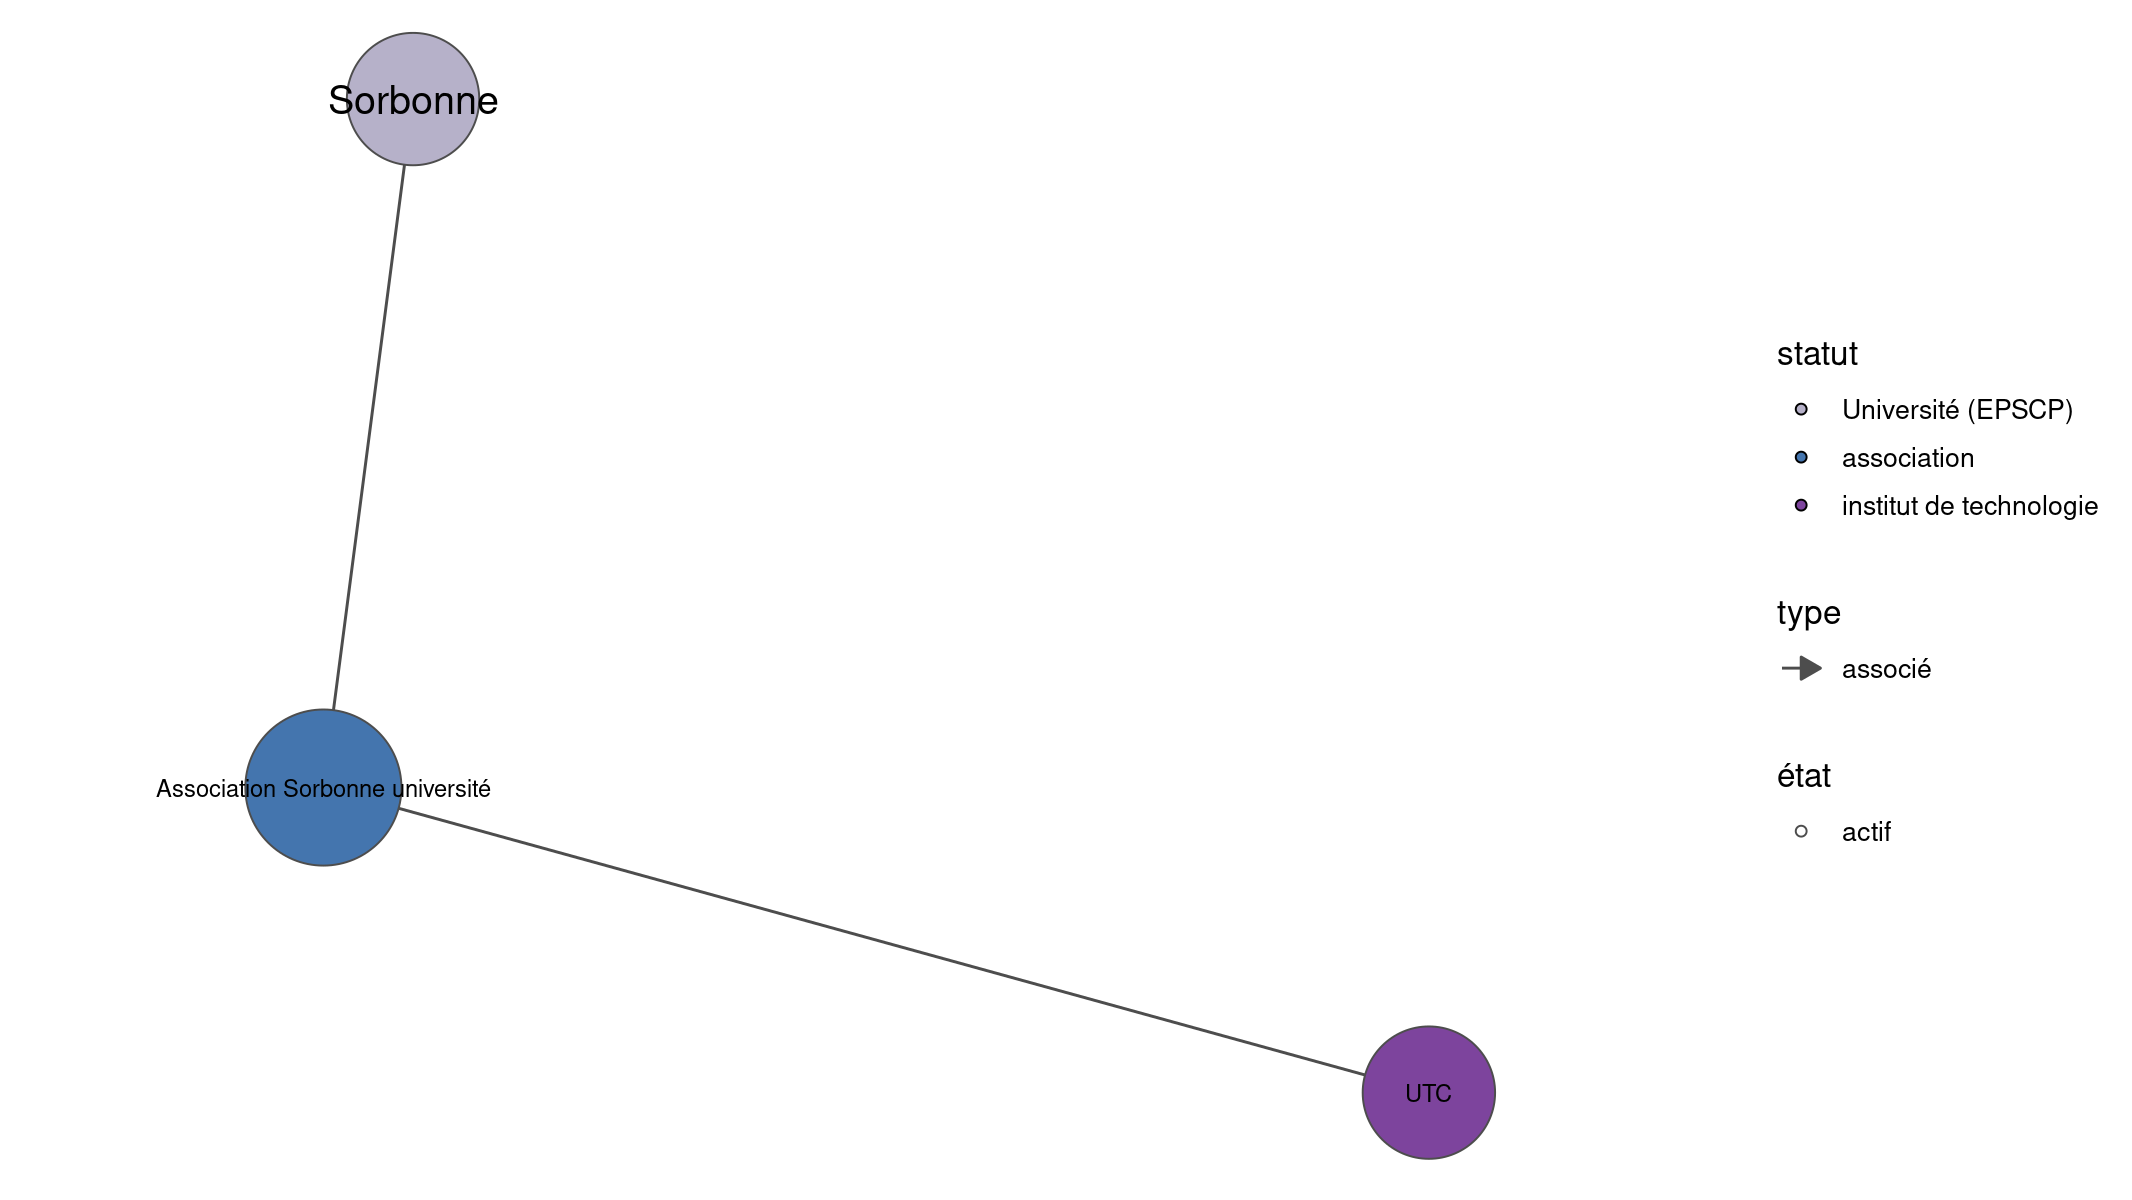 Sorbonne
Association Sorbonne université
UTC
statut
Université (EPSCP)
association
institut de technologie
type
associé
état
actif